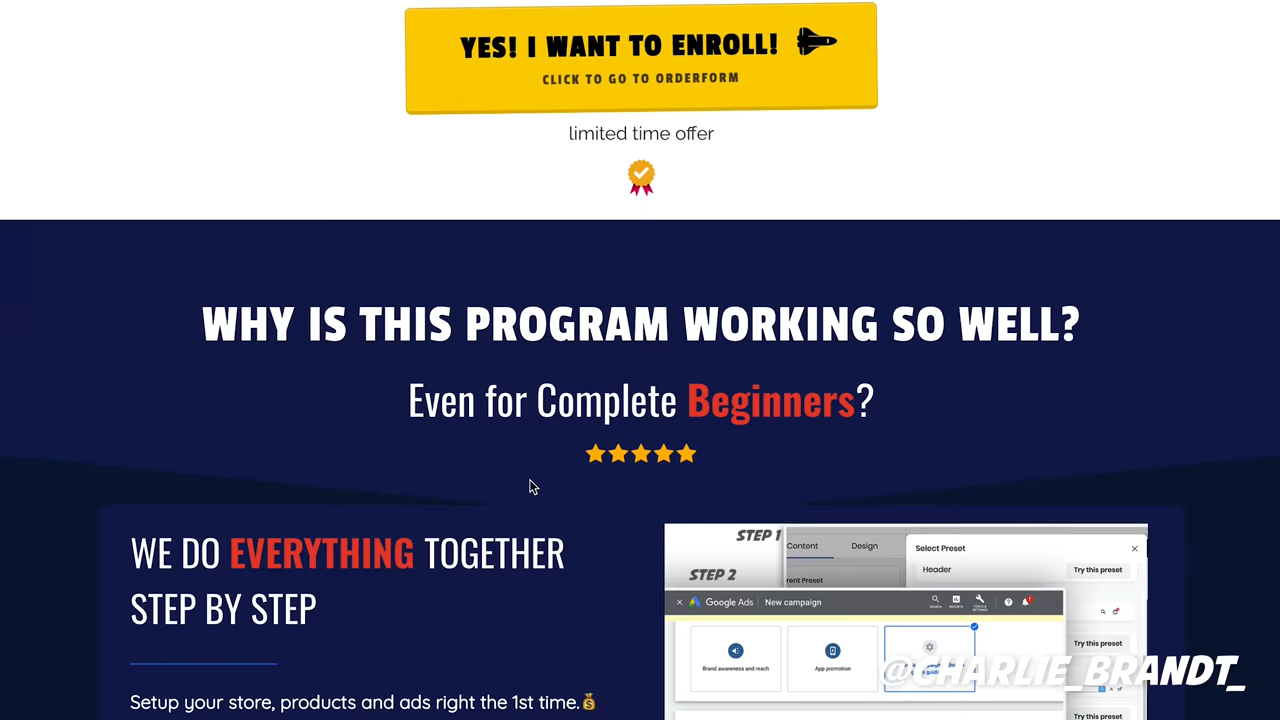 YES! I WANT TO ENROLL!
CLICK TO GO TO ORDERFORM
limited time offer
WHY IS THIS PROGRAM WORKING SO WELL?
Even for Complete Beginners?
WE DO EVERYTHING TOGETHER
STEP BY STEP
Setup your store, products and ads right the 1st time.
STEP 1
Content Design
Select Preset
Header Try this preset
STEP 2
Google Ads New campaign
Try this preset
Brand awareness and reach
App promotion
@CHARLIE_BRANDT_
Try this preset